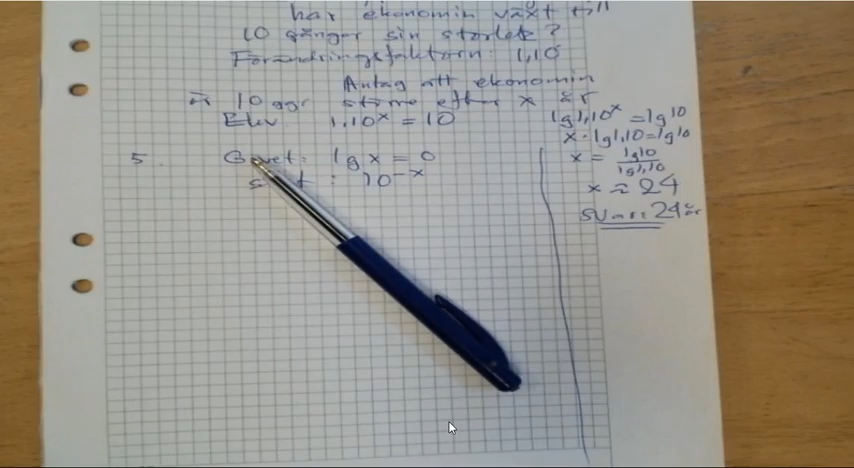 har ekonomin växt till
10 gånger sin storlek?
Förändringsfaktorn: 1,10
Antag att ekonomin
är 10 ggr större efter x år
Ekv. 1,10^x = 10
lg1,10^x = lg10
x · lg1,10 = lg10
x = lg10/lg1,10
x ≈ 24
Svar: 24 år
5. Givet: lg x = 0
: 10^-x